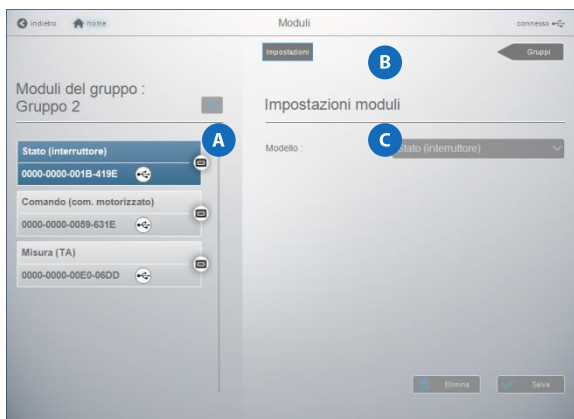 indietro home Moduli connesso
Impostazioni Gruppi
B
Moduli del gruppo :
Gruppo 2
Impostazioni moduli
A
C
Stato (interruttore)
0000-0000-001B-419E
Modello : Stato (interruttore)
Comando (com. motorizzato)
0000-0000-0059-631E
Misura (TA)
0000-0000-00E0-06DD
Elimina Salva